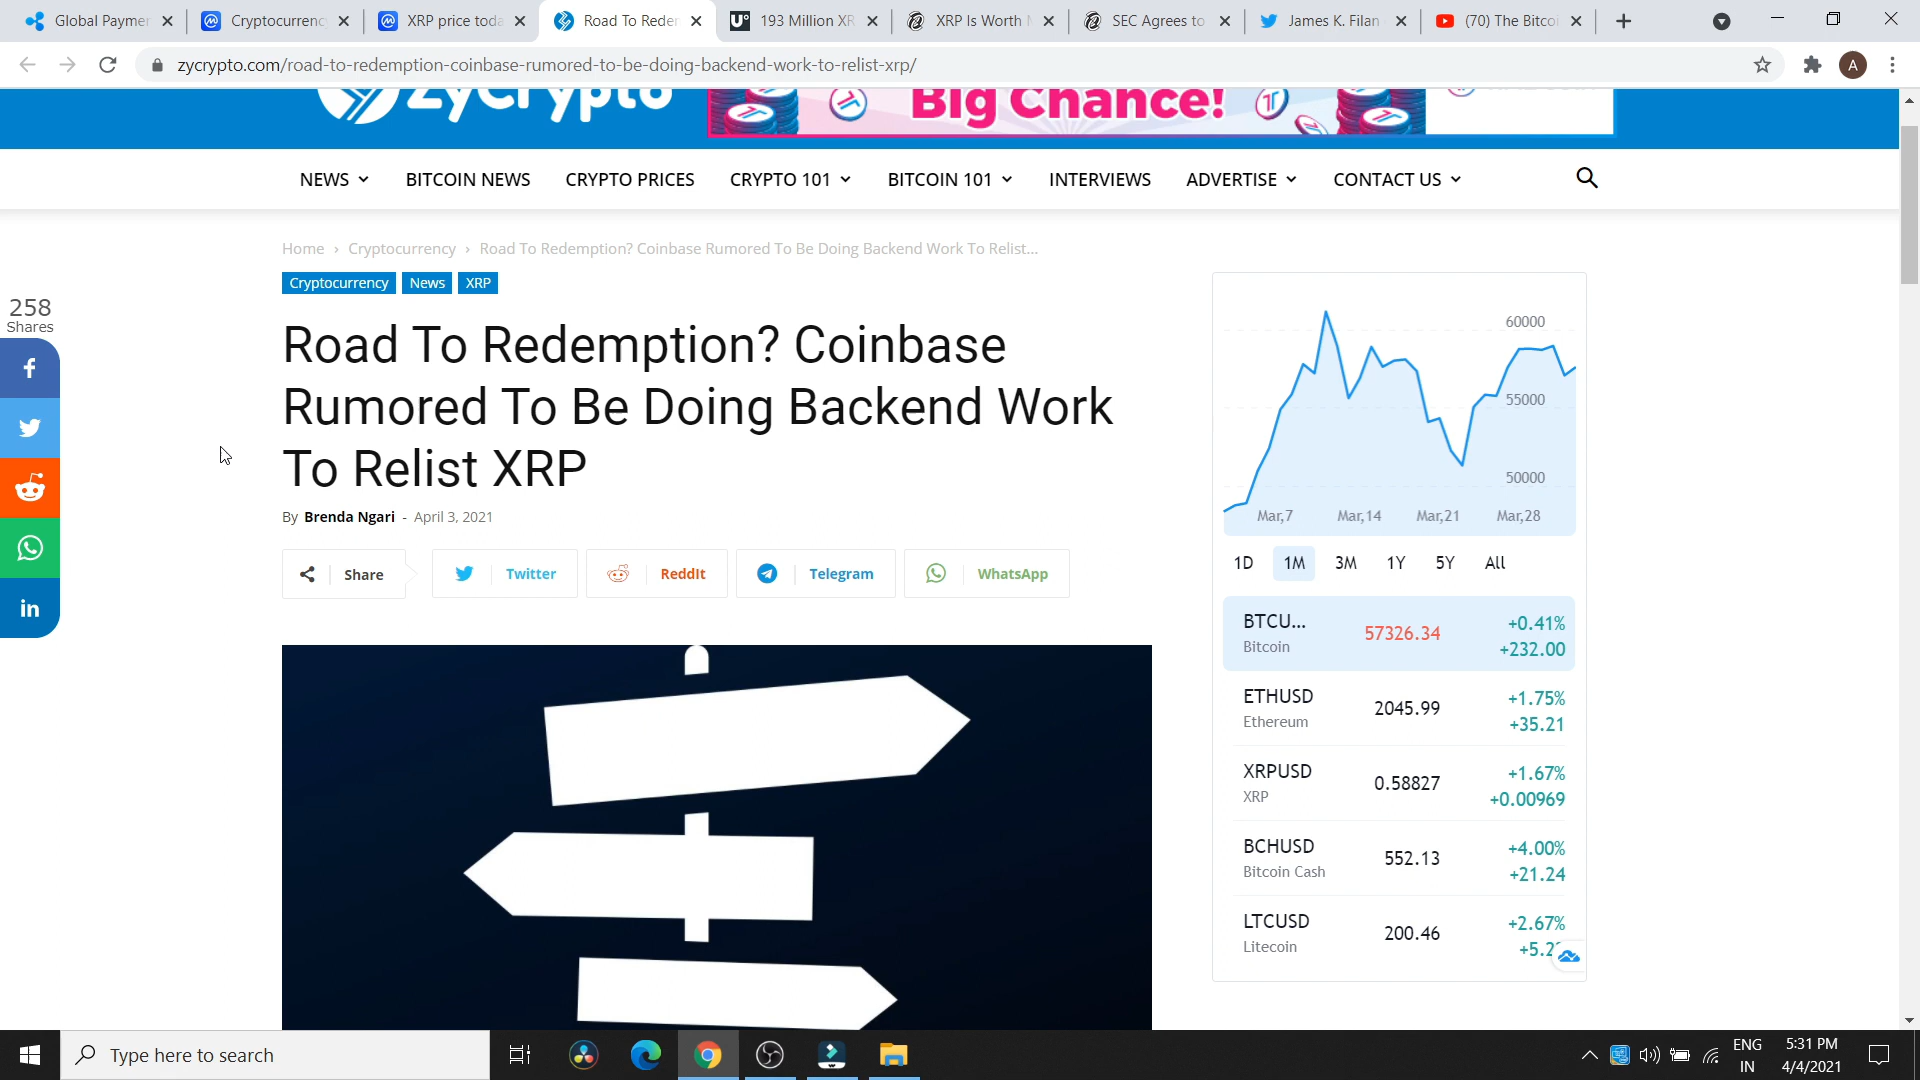 Global Paymen
Cryptocurrenc
XRP price toda
Road To Reder
193 Million XR
XRP Is Worth
SEC Agrees to
James K. Filan
(70) The Bitcoi
zycrypto.com/road-to-redemption-coinbase-rumored-to-be-doing-backend-work-to-relist-xrp/
A
ZyCrypto
Big Chance!
NEWS
BITCOIN NEWS
CRYPTO PRICES
CRYPTO 101
BITCOIN 101
INTERVIEWS
ADVERTISE
CONTACT US
Home › Cryptocurrency › Road To Redemption? Coinbase Rumored To Be Doing Backend Work To Relist...
Cryptocurrency News XRP
258
Shares
Road To Redemption? Coinbase
Rumored To Be Doing Backend Work
To Relist XRP
By Brenda Ngari - April 3, 2021
Share
Twitter
ReddIt
Telegram
WhatsApp
60000
55000
50000
Mar,7 Mar,14 Mar,21 Mar,28
1D 1M 3M 1Y 5Y All
BTCU... 57326.34 +0.41%
Bitcoin +232.00
ETHUSD 2045.99 +1.75%
Ethereum +35.21
XRPUSD 0.58827 +1.67%
XRP +0.00969
BCHUSD 552.13 +4.00%
Bitcoin Cash +21.24
LTCUSD 200.46 +2.67%
Litecoin +5.2
Type here to search
ENG
IN
5:31 PM
4/4/2021